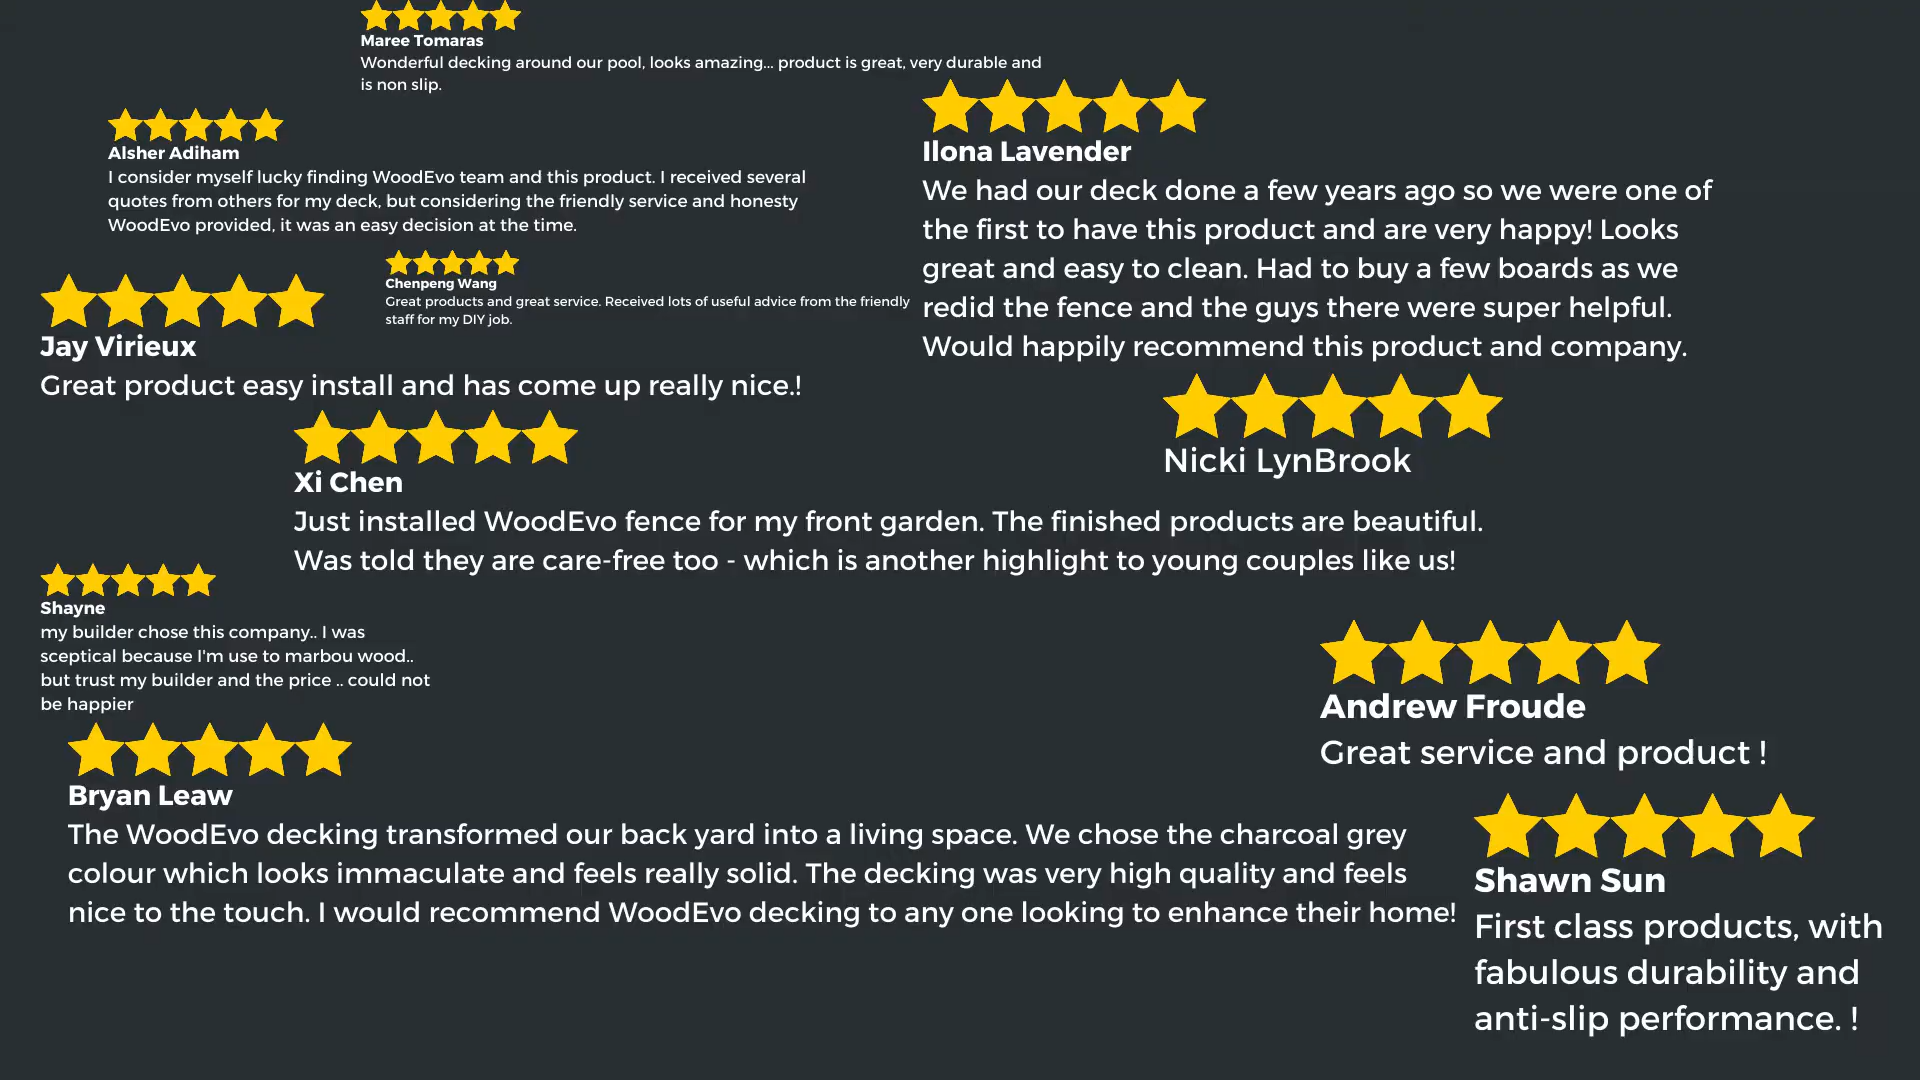 Maree Tomaras
Wonderful decking around our pool, looks amazing... product is great, very durable and
is non slip.
Alsher Adiham
I consider myself lucky finding WoodEvo team and this product. I received several
quotes from others for my deck, but considering the friendly service and honesty
WoodEvo provided, it was an easy decision at the time.
Ilona Lavender
We had our deck done a few years ago so we were one of
the first to have this product and are very happy! Looks
great and easy to clean. Had to buy a few boards as we
redid the fence and the guys there were super helpful.
Would happily recommend this product and company.
Chenpeng Wang
Great products and great service. Received lots of useful advice from the friendly
staff for my DIY job.
Jay Virieux
Great product easy install and has come up really nice.!
Nicki LynBrook
Xi Chen
Just installed WoodEvo fence for my front garden. The finished products are beautiful.
Was told they are care-free too - which is another highlight to young couples like us!
Shayne
my builder chose this company.. I was
sceptical because I'm use to marbou wood..
but trust my builder and the price .. could not
be happier
Andrew Froude
Great service and product !
Bryan Leaw
The WoodEvo decking transformed our back yard into a living space. We chose the charcoal grey
colour which looks immaculate and feels really solid. The decking was very high quality and feels
nice to the touch. I would recommend WoodEvo decking to any one looking to enhance their home!
Shawn Sun
First class products, with
fabulous durability and
anti-slip performance. !